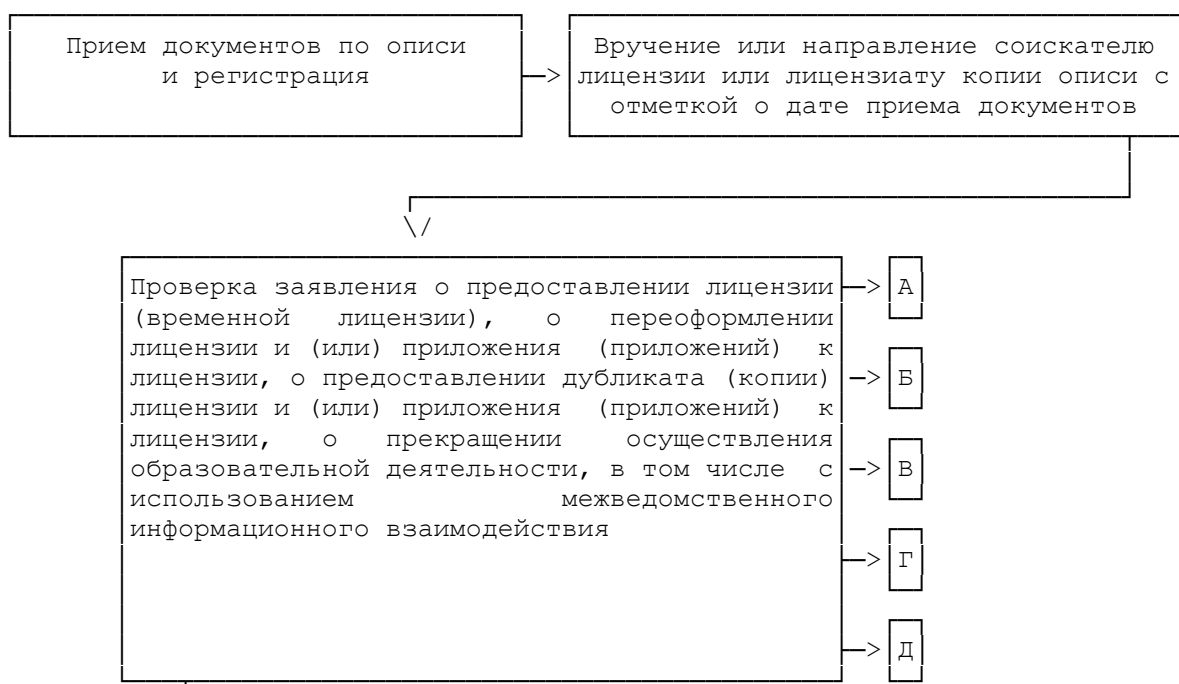 Прием документов по описи
и регистрация
Вручение или направление соискателю
лицензии или лицензиату копии описи с
отметкой о дате приема документов
Проверка заявления о предоставлении лицензии
(временной лицензии), о переоформлении
лицензии и (или) приложения (приложений) к
лицензии, о предоставлении дубликата (копии)
лицензии и (или) приложения (приложений) к
лицензии, о прекращении осуществления
образовательной деятельности, в том числе с
использованием межведомственного
информационного взаимодействия
А
Б
В
Г
Д